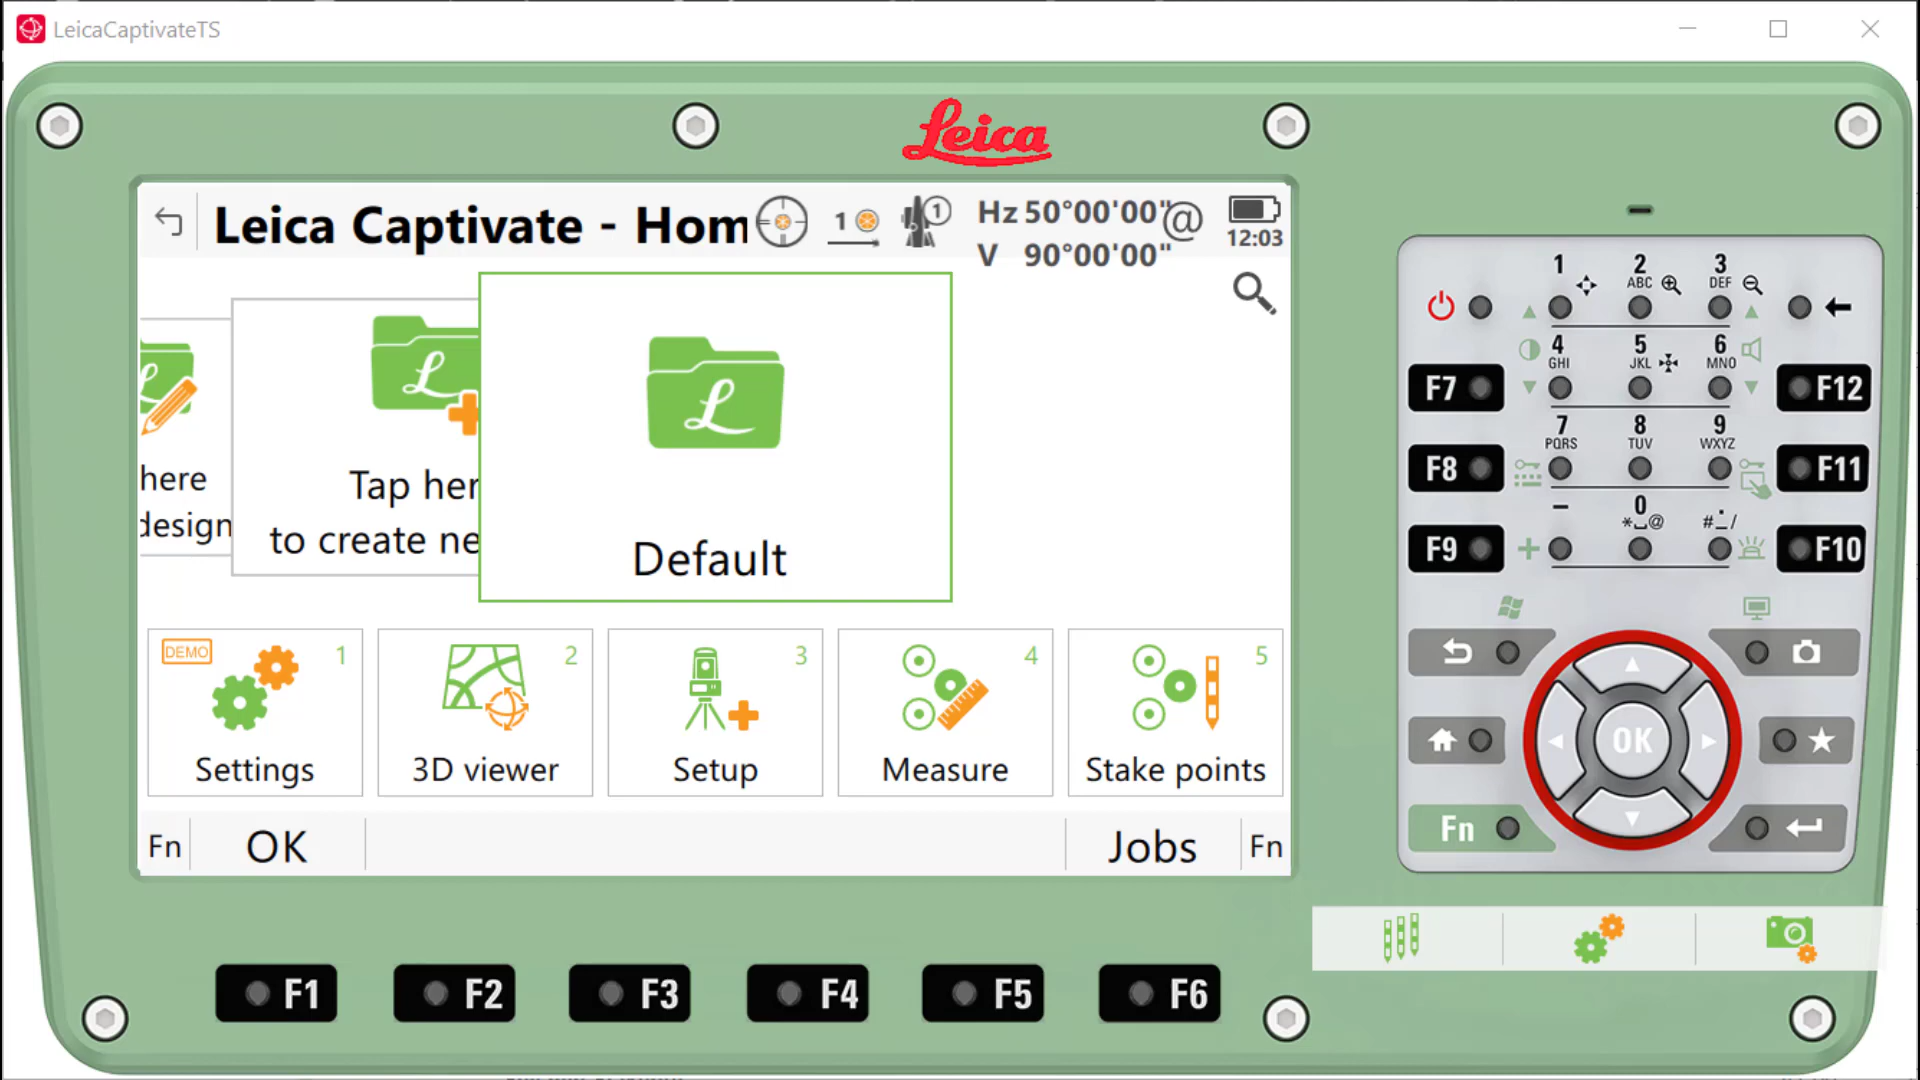 LeicaCaptivateTS
Leica
Leica Captivate - Hom
1
1
Hz 50°00'00"
V 90°00'00"
@
12:03
here
design
Tap her
to create ne
Default
DEMO
1
Settings
2
3D viewer
3
Setup
4
Measure
5
Stake points
Fn
OK
Jobs
Fn
1
2
ABC
3
DEF
F7
4
GHI
5
JKL
6
MNO
F12
F8
7
PQRS
8
TUV
9
WXYZ
F11
F9
−
0
*⎵@
#._/
F10
OK
Fn
F1
F2
F3
F4
F5
F6